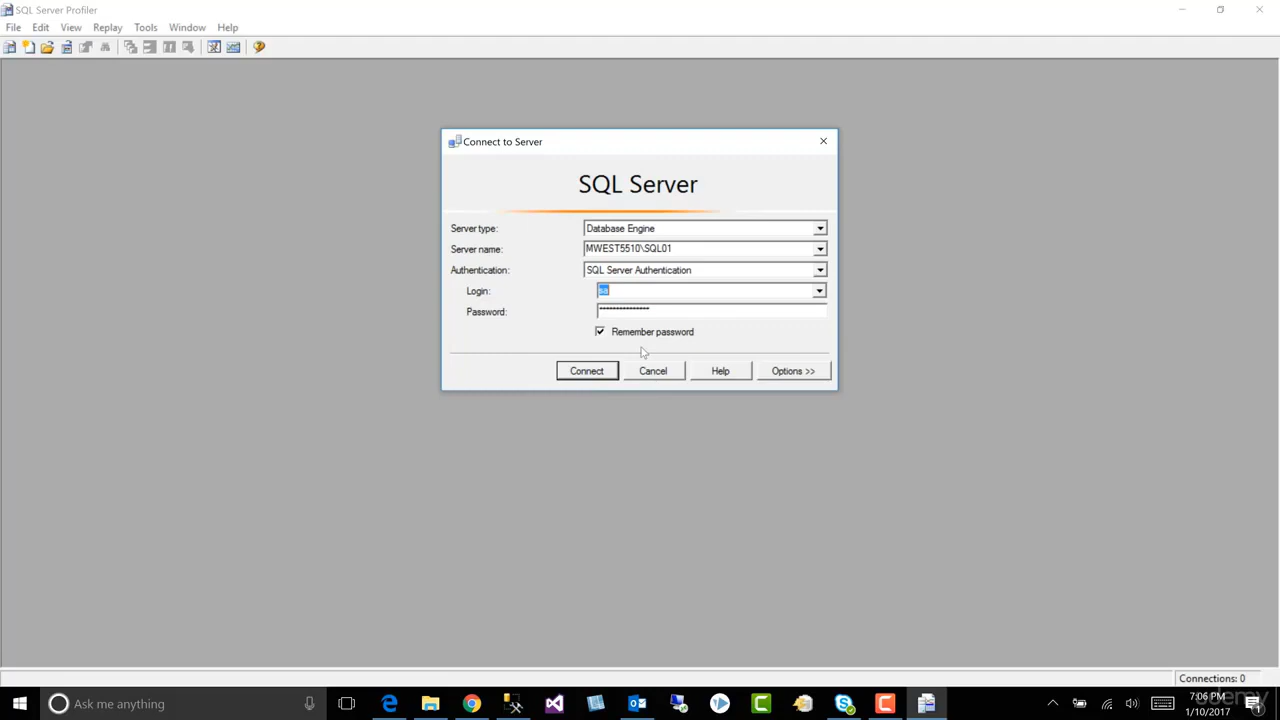 SQL Server Profiler
File Edit View Replay Tools Window Help
Connect to Server
SQL Server
Server type: Database Engine
Server name: MWEST5510\SQL01
Authentication: SQL Server Authentication
Login: sa
Password: ***************
Remember password
Connect Cancel Help Options >>
Connections: 0
Ask me anything
7:06 PM
1/10/2017
udemy